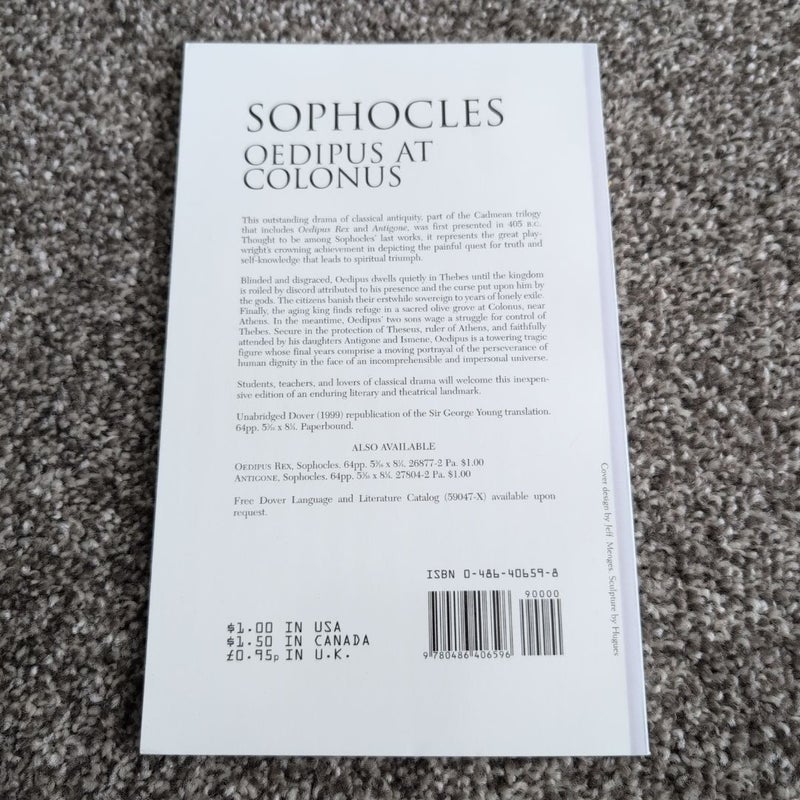 SOPHOCLES
OEDIPUS AT
COLONUS
This outstanding drama of classical antiquity, part of the Cadmean trilogy
that includes Oedipus Rex and Antigone, was first presented in 405 B.C.
Thought to be among Sophocles' last works, it represents the great play-
wright's crowning achievement in depicting the painful quest for truth and
self-knowledge that leads to spiritual triumph.
Blinded and disgraced, Oedipus dwells quietly in Thebes until the kingdom
is roiled by discord attributed to his presence and the curse put upon him by
the gods. The citizens banish their erstwhile sovereign to years of lonely exile.
Finally, the aging king finds refuge in a sacred olive grove at Colonus, near
Athens. In the meantime, Oedipus' two sons wage a struggle for control of
Thebes. Secure in the protection of Theseus, ruler of Athens, and faithfully
attended by his daughters Antigone and Ismene, Oedipus is a towering tragic
figure whose final years comprise a moving portrayal of the perseverance of
human dignity in the face of an incomprehensible and impersonal universe.
Students, teachers, and lovers of classical drama will welcome this inexpen-
sive edition of an enduring literary and theatrical landmark.
Unabridged Dover (1999) republication of the Sir George Young translation.
64pp. 5³⁄₁₆ x 8¼. Paperbound.
ALSO AVAILABLE
OEDIPUS REX, Sophocles. 64pp. 5³⁄₁₆ x 8¼. 26877-2 Pa. $1.00
ANTIGONE, Sophocles. 64pp. 5³⁄₁₆ x 8¼. 27804-2 Pa. $1.00
Free Dover Language and Literature Catalog (59047-X) available upon
request.
Cover design by Jeff Menges. Sculpture by Hugues
ISBN 0-486-40659-8
90000
9 780486 406596
$1.00 IN USA
$1.50 IN CANADA
£0.95p IN U.K.